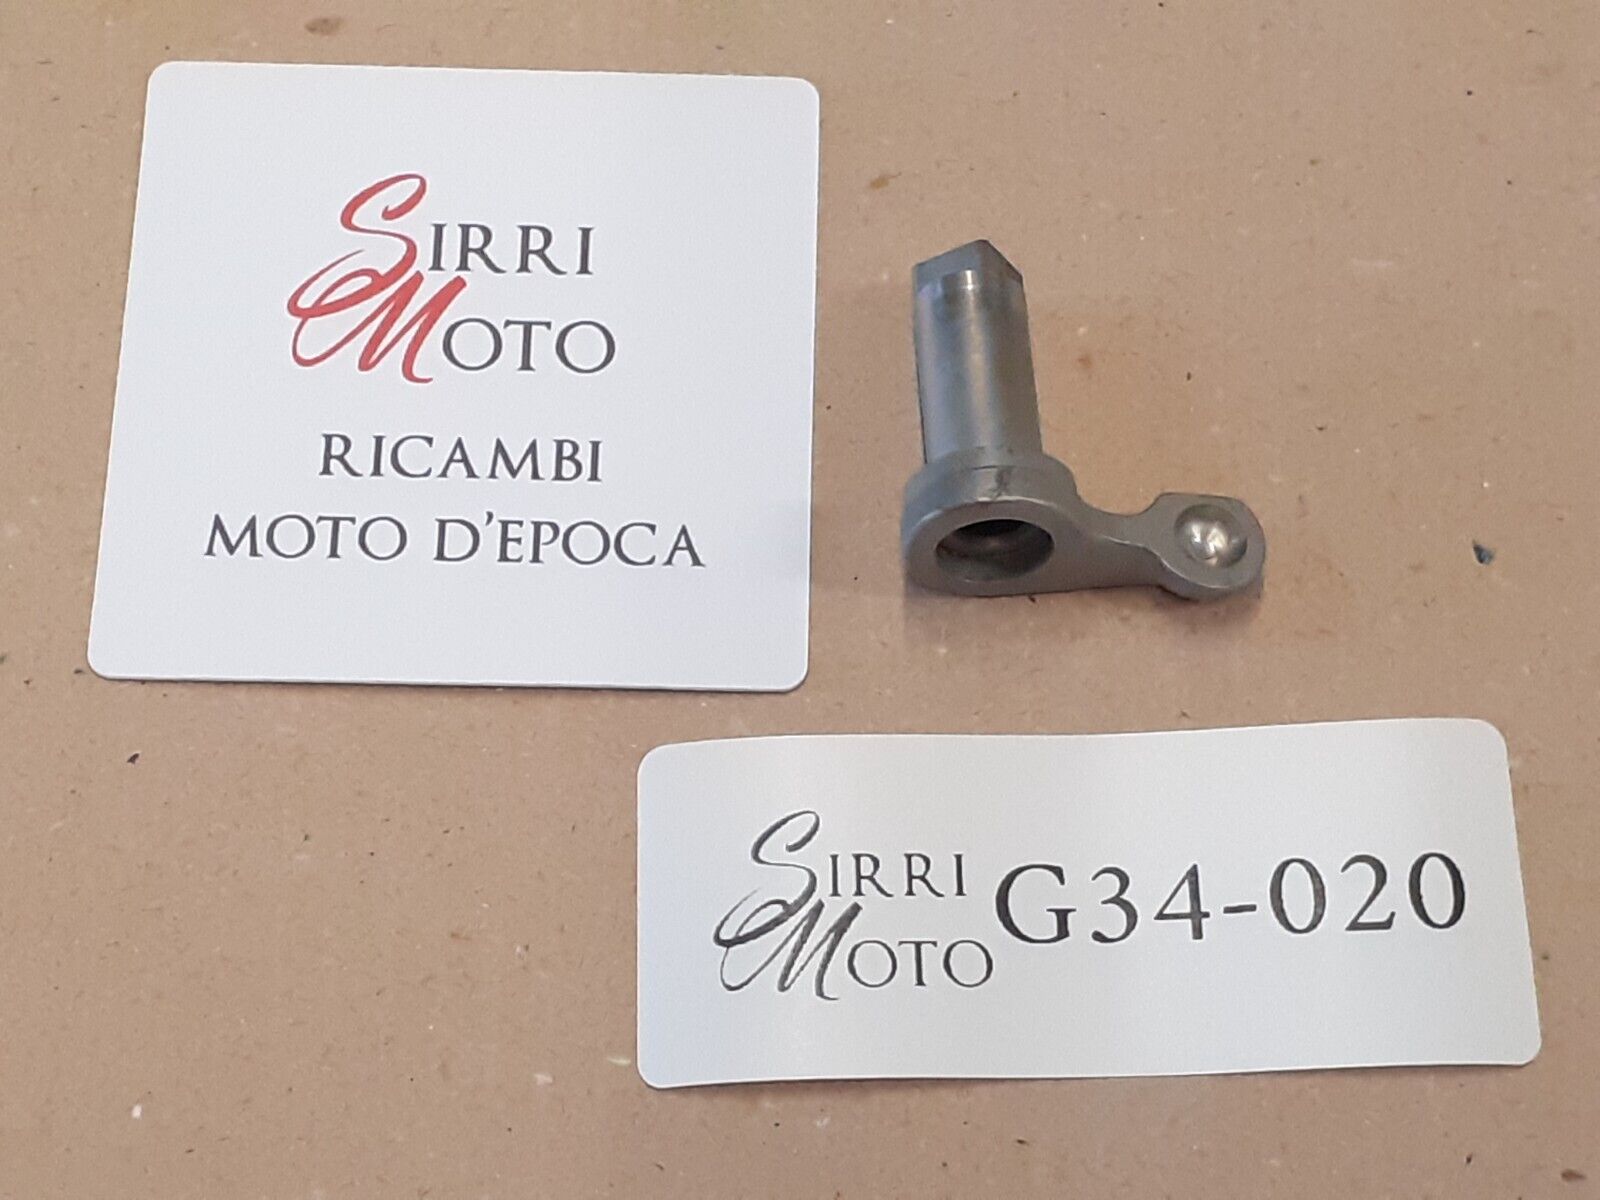 SIRRI
MOTO
RICAMBI
MOTO D'EPOCA
SIRRI
MOTO
G34-020